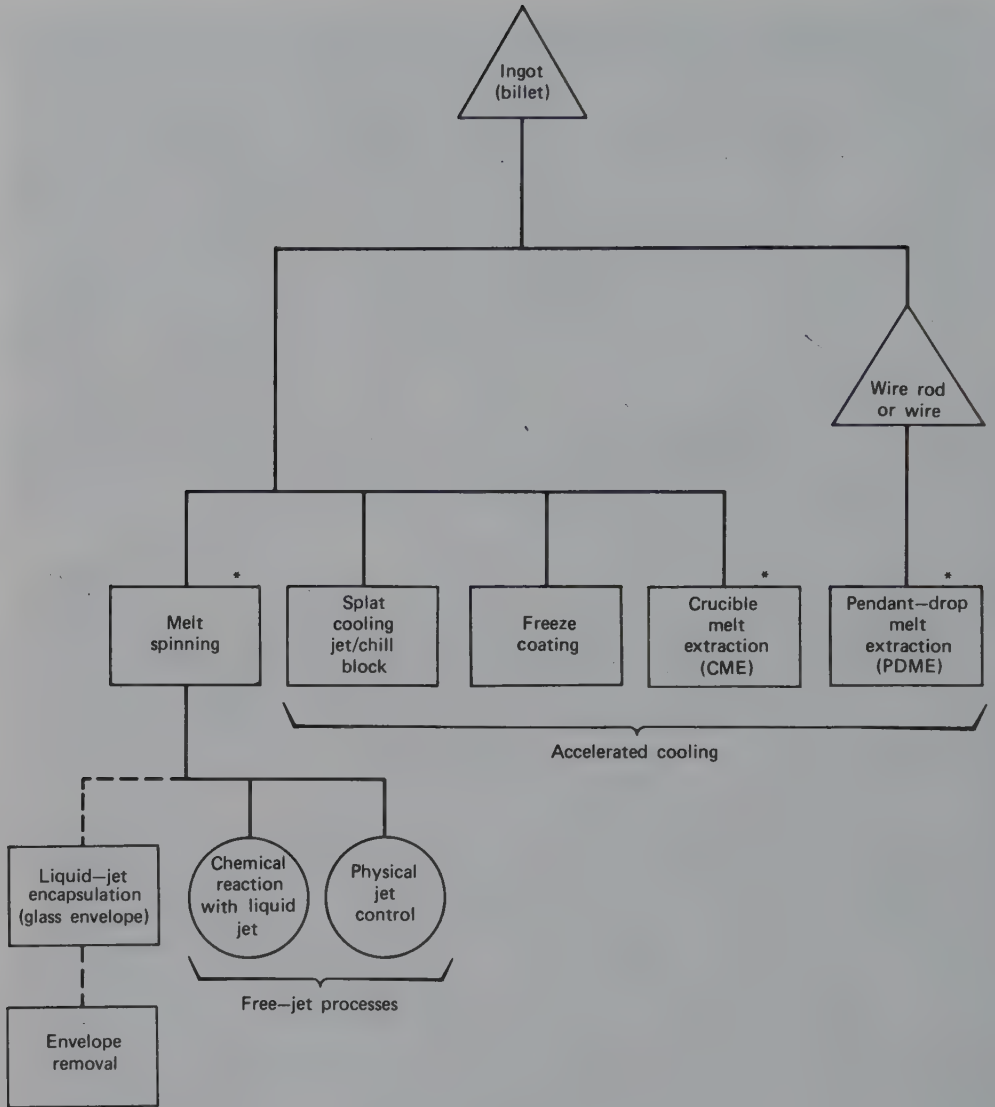 Ingot
(billet)
Wire rod
or wire
*
Melt
spinning
Splat
cooling
jet/chill
block
Freeze
coating
*
Crucible
melt
extraction
(CME)
*
Pendant—drop
melt
extraction
(PDME)
Accelerated cooling
Liquid—jet
encapsulation
(glass envelope)
Chemical
reaction
with liquid
jet
Physical
jet
control
Free—jet processes
Envelope
removal